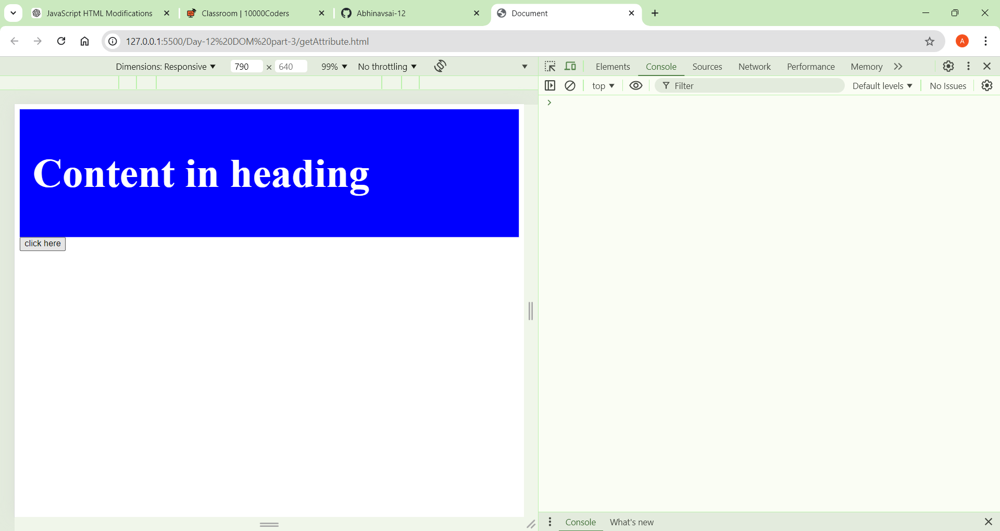 JavaScript HTML Modifications
Classroom | 10000Coders
Abhinavsai-12
Document
127.0.0.1:5500/Day-12%20DOM%20part-3/getAttribute.html
A
Dimensions: Responsive
790 × 640
99%
No throttling
Elements
Console
Sources
Network
Performance
Memory
top
Filter
Default levels
No Issues
Content in heading
click here
Console
What's new